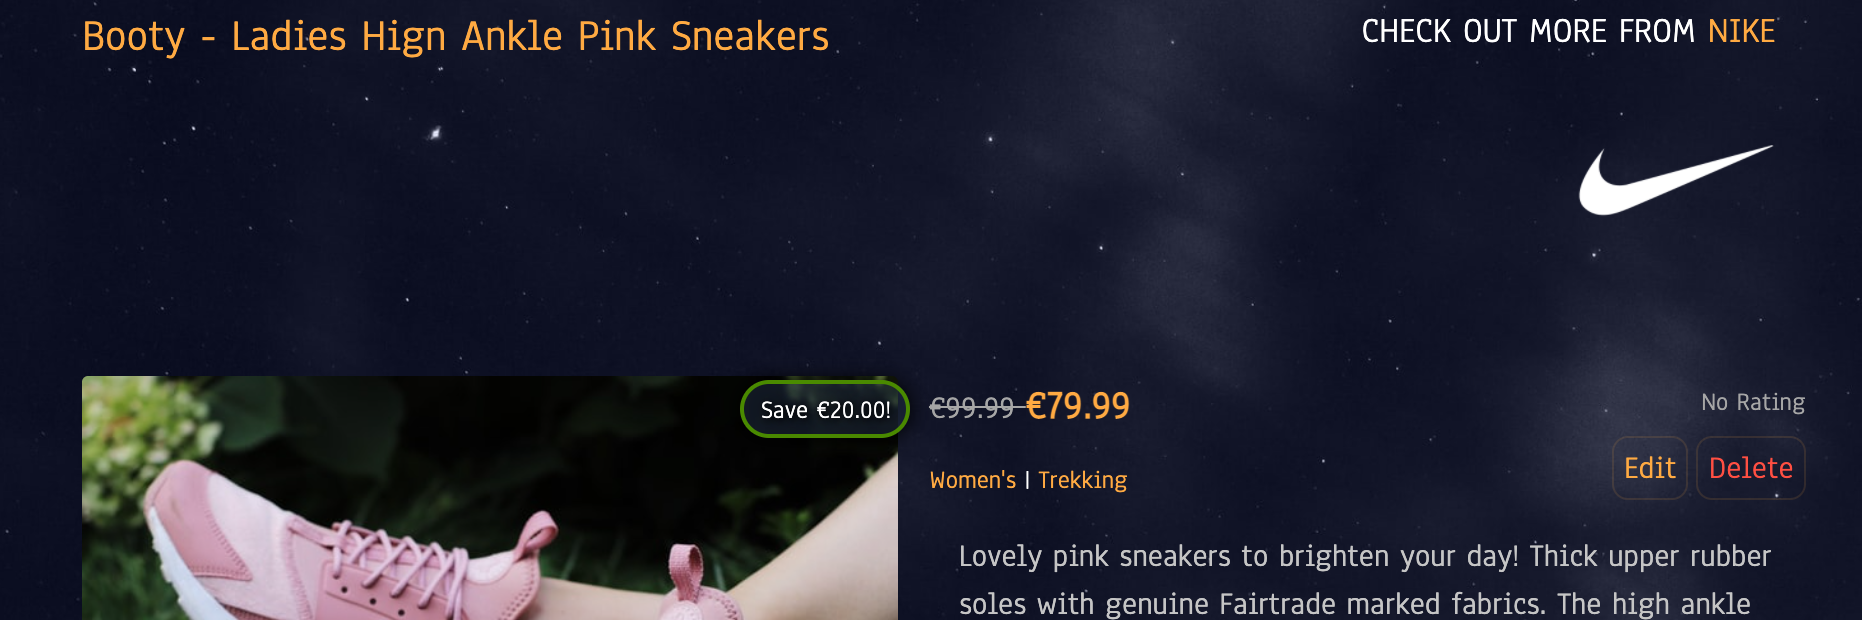 Booty - Ladies Hign Ankle Pink Sneakers
CHECK OUT MORE FROM NIKE
Save €20.00!
€99.99 €79.99
No Rating
Women's | Trekking
Edit
Delete
Lovely pink sneakers to brighten your day! Thick upper rubber
soles with genuine Fairtrade marked fabrics. The high ankle